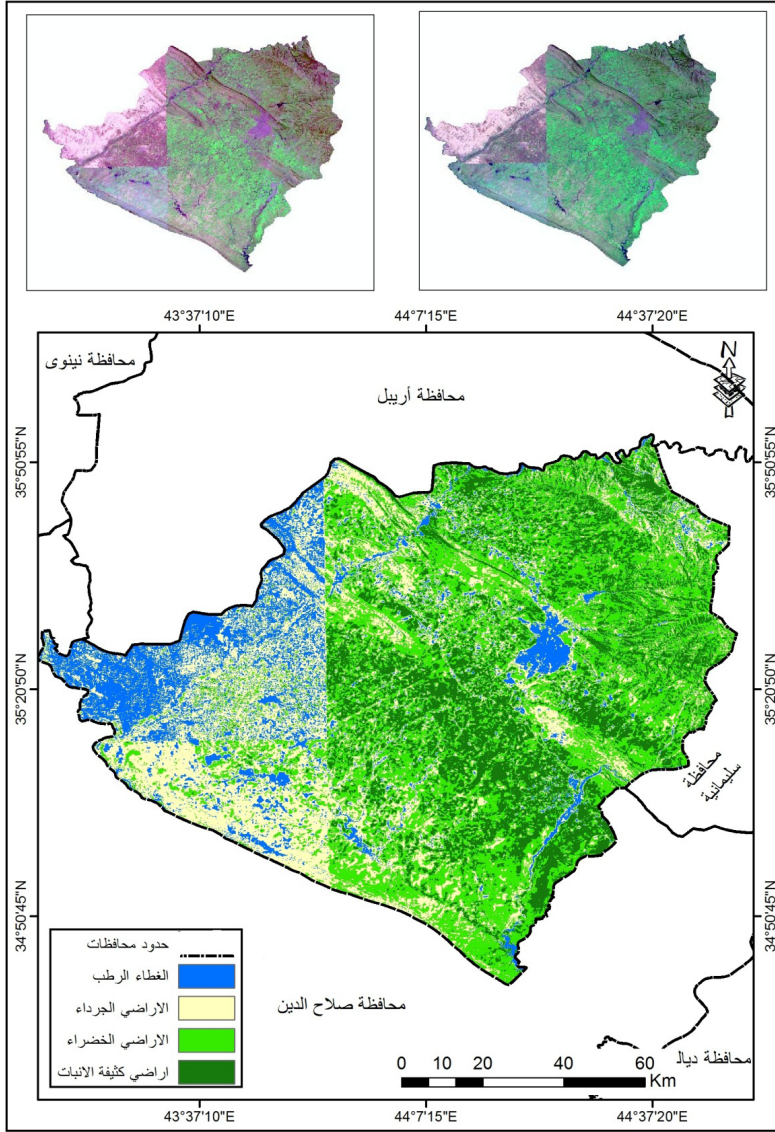 43°37'10"E
44°7'15"E
44°37'20"E
محافظة نينوى
محافظة أريبل
N
35°50'55"N
35°50'55"N
35°20'50"N
35°20'50"N
محافظة
سليمانية
34°50'45"N
34°50'45"N
حدود محافظات
الغطاء الرطب
الاراضي الجرداء
الاراضي الخضراء
اراضي كثيفة الانبات
محافظة صلاح الدين
محافظة ديال
0 10 20 40 60
Km
43°37'10"E
44°7'15"E
44°37'20"E